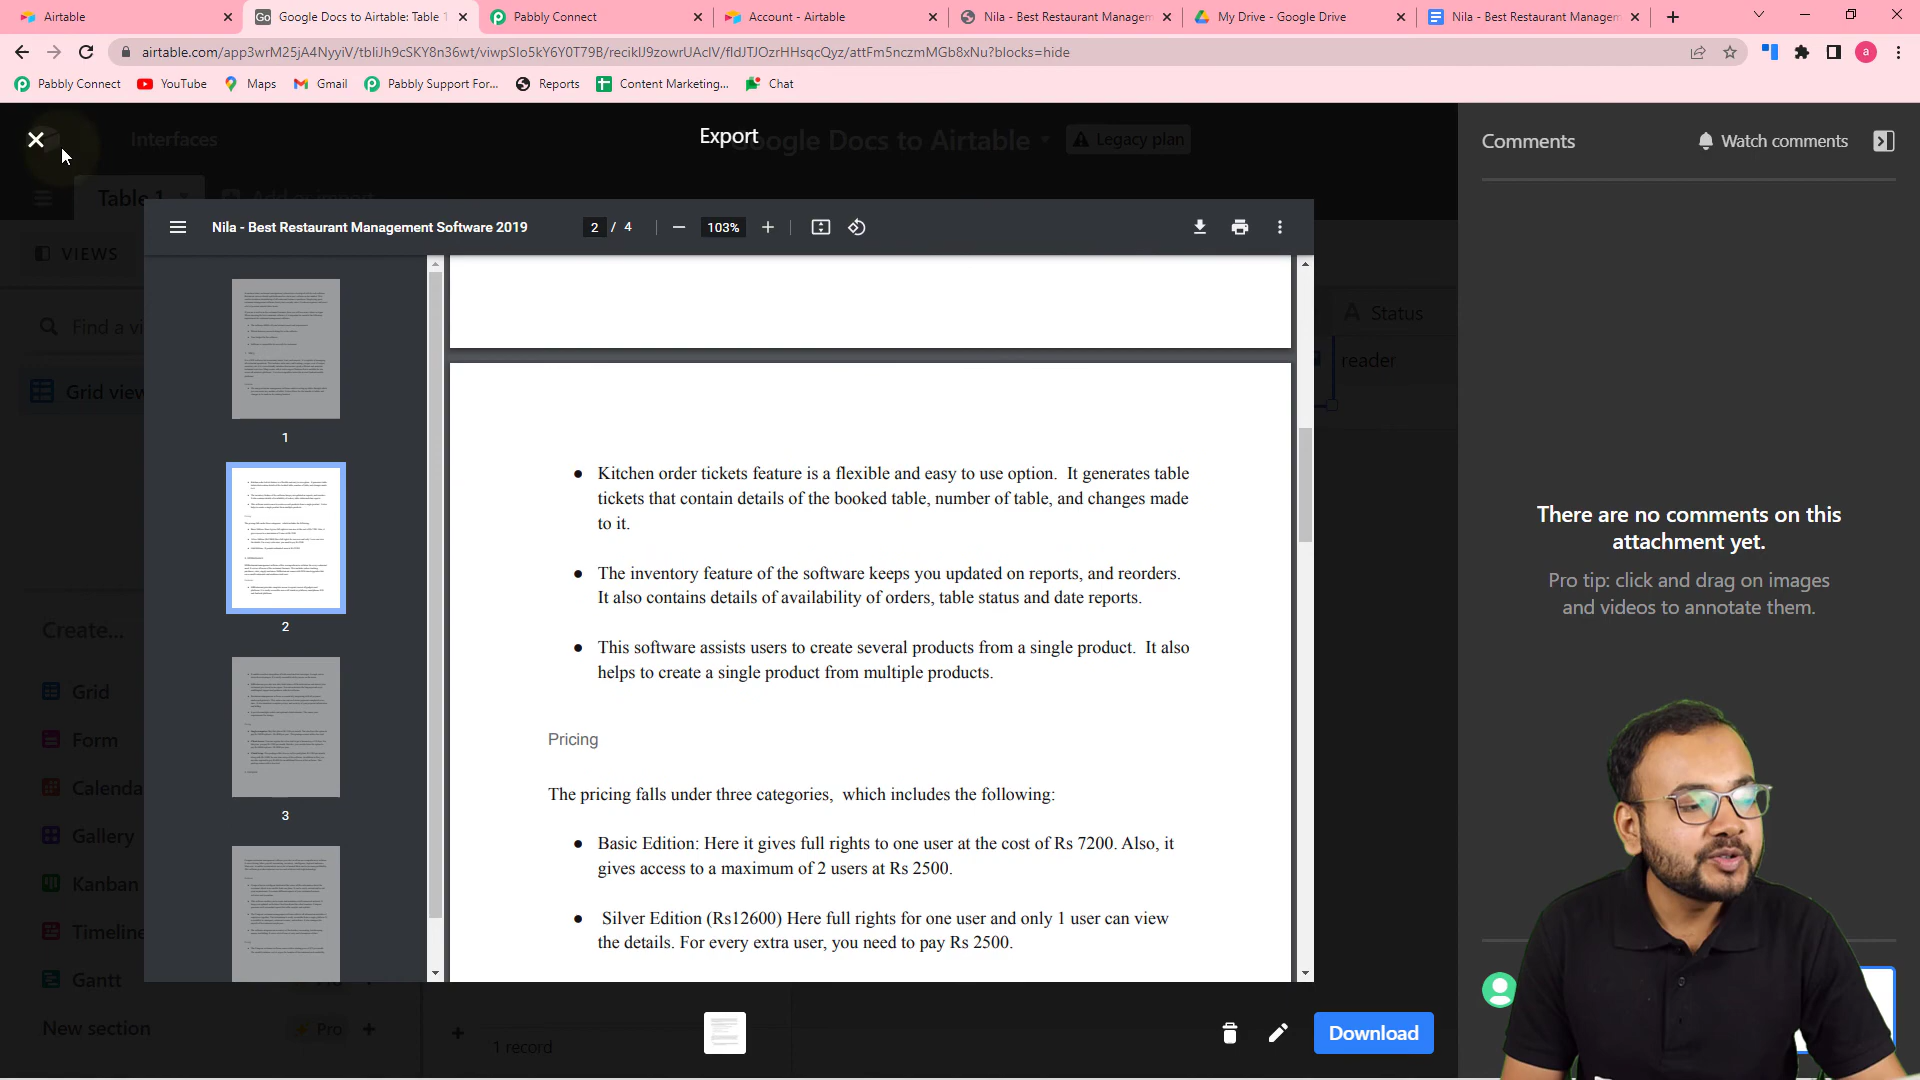 Airtable
Google Docs to Airtable: Table 1
Pabbly Connect
Account - Airtable
Nila - Best Restaurant Managem
My Drive - Google Drive
Nila - Best Restaurant Managem
airtable.com/app3wrM25jA4NyyiV/tbliJh9cSKY8n36wt/viwpSlo5kY6Y0T79B/recikIJ9zowrUAclV/fldJTJOzrHHsqcQyz/attFm5nczmMGb8xNu?blocks=hide
Pabbly Connect
YouTube
Maps
Gmail
Pabbly Support For...
Reports
Content Marketing...
Chat
Interfaces
Export
Google Docs to Airtable
Legacy plan
Comments
Watch comments
Table 1
Add or import
Nila - Best Restaurant Management Software 2019
2 / 4
103%
VIEWS
Find a vi
Grid view
Status
reader
1
2
3
Kitchen order tickets feature is a flexible and easy to use option. It generates table
tickets that contain details of the booked table, number of table, and changes made
to it.
The inventory feature of the software keeps you updated on reports, and reorders.
It also contains details of availability of orders, table status and date reports.
This software assists users to create several products from a single product. It also
helps to create a single product from multiple products.
Pricing
The pricing falls under three categories, which includes the following:
Basic Edition: Here it gives full rights to one user at the cost of Rs 7200. Also, it
gives access to a maximum of 2 users at Rs 2500.
Silver Edition (Rs12600) Here full rights for one user and only 1 user can view
the details. For every extra user, you need to pay Rs 2500.
There are no comments on this
attachment yet.
Pro tip: click and drag on images
and videos to annotate them.
Create...
Grid
Form
Calenda
Gallery
Kanban
Timeline
Gantt
New section
Pro
1 record
Download